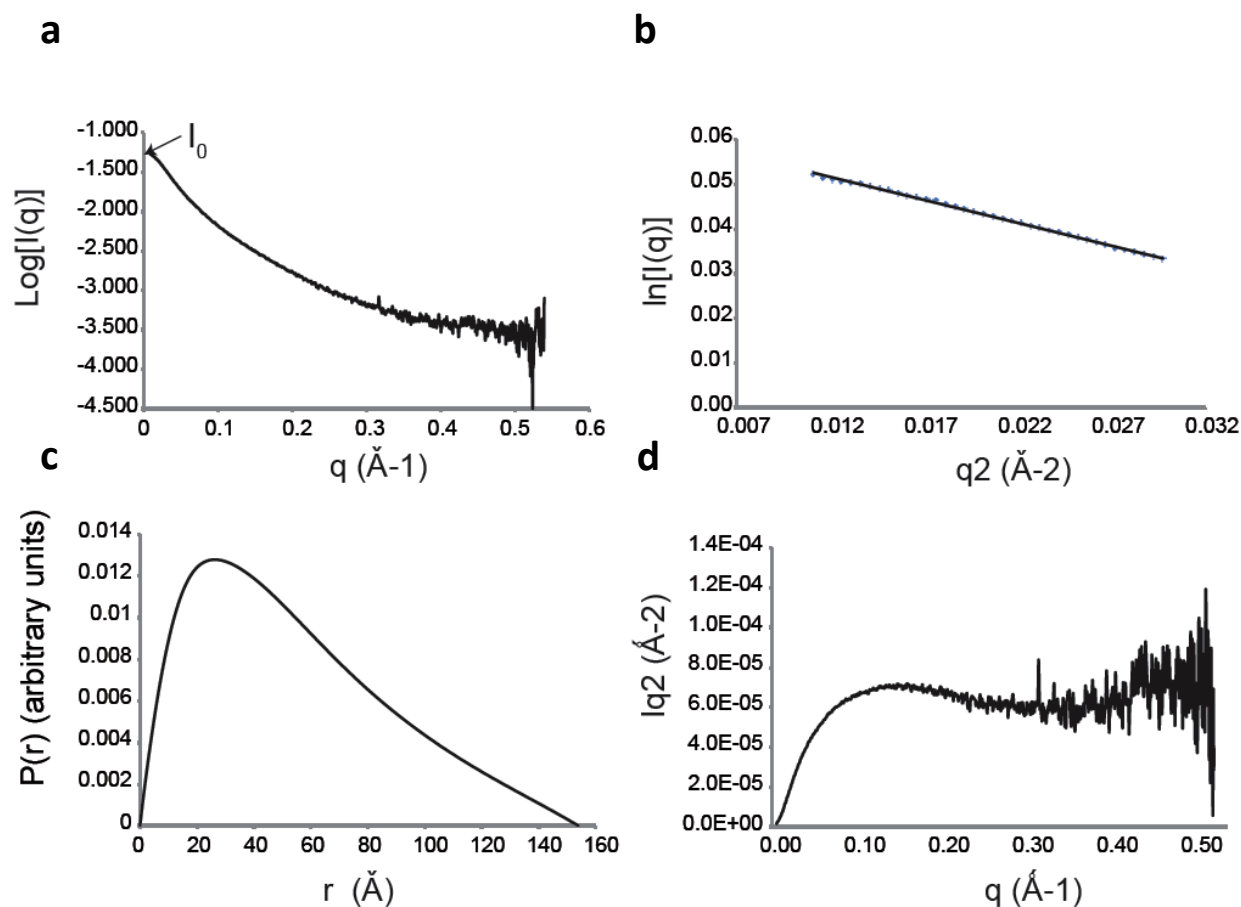 a
I0
Log[I(q)]
-1.000
-1.500
-2.000
-2.500
-3.000
-3.500
-4.000
-4.500
0 0.1 0.2 0.3 0.4 0.5 0.6
q (Ǎ-1)
b
ln[I(q)]
0.06
0.05
0.04
0.03
0.02
0.01
0.00
0.007 0.012 0.017 0.022 0.027 0.032
q2 (Ǎ-2)
c
P(r) (arbitrary units)
0.014
0.012
0.01
0.008
0.006
0.004
0.002
0
0 20 40 60 80 100 120 140 160
r (Ǎ)
d
Iq2 (Ǻ-2)
1.4E-04
1.2E-04
1.0E-04
8.0E-05
6.0E-05
4.0E-05
2.0E-05
0.0E+00
0.00 0.10 0.20 0.30 0.40 0.50
q (Ǻ-1)